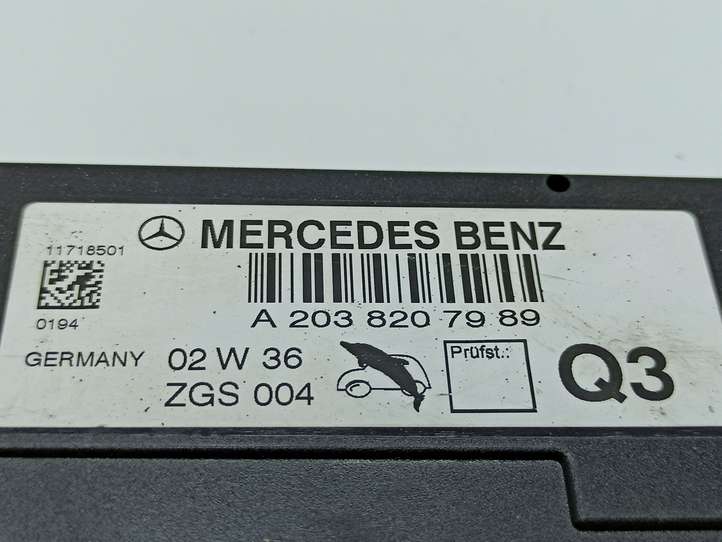 MERCEDES BENZ
11718501
A 203 820 79 89
0194
GERMANY 02 W 36 Prüfst.: Q3
ZGS 004